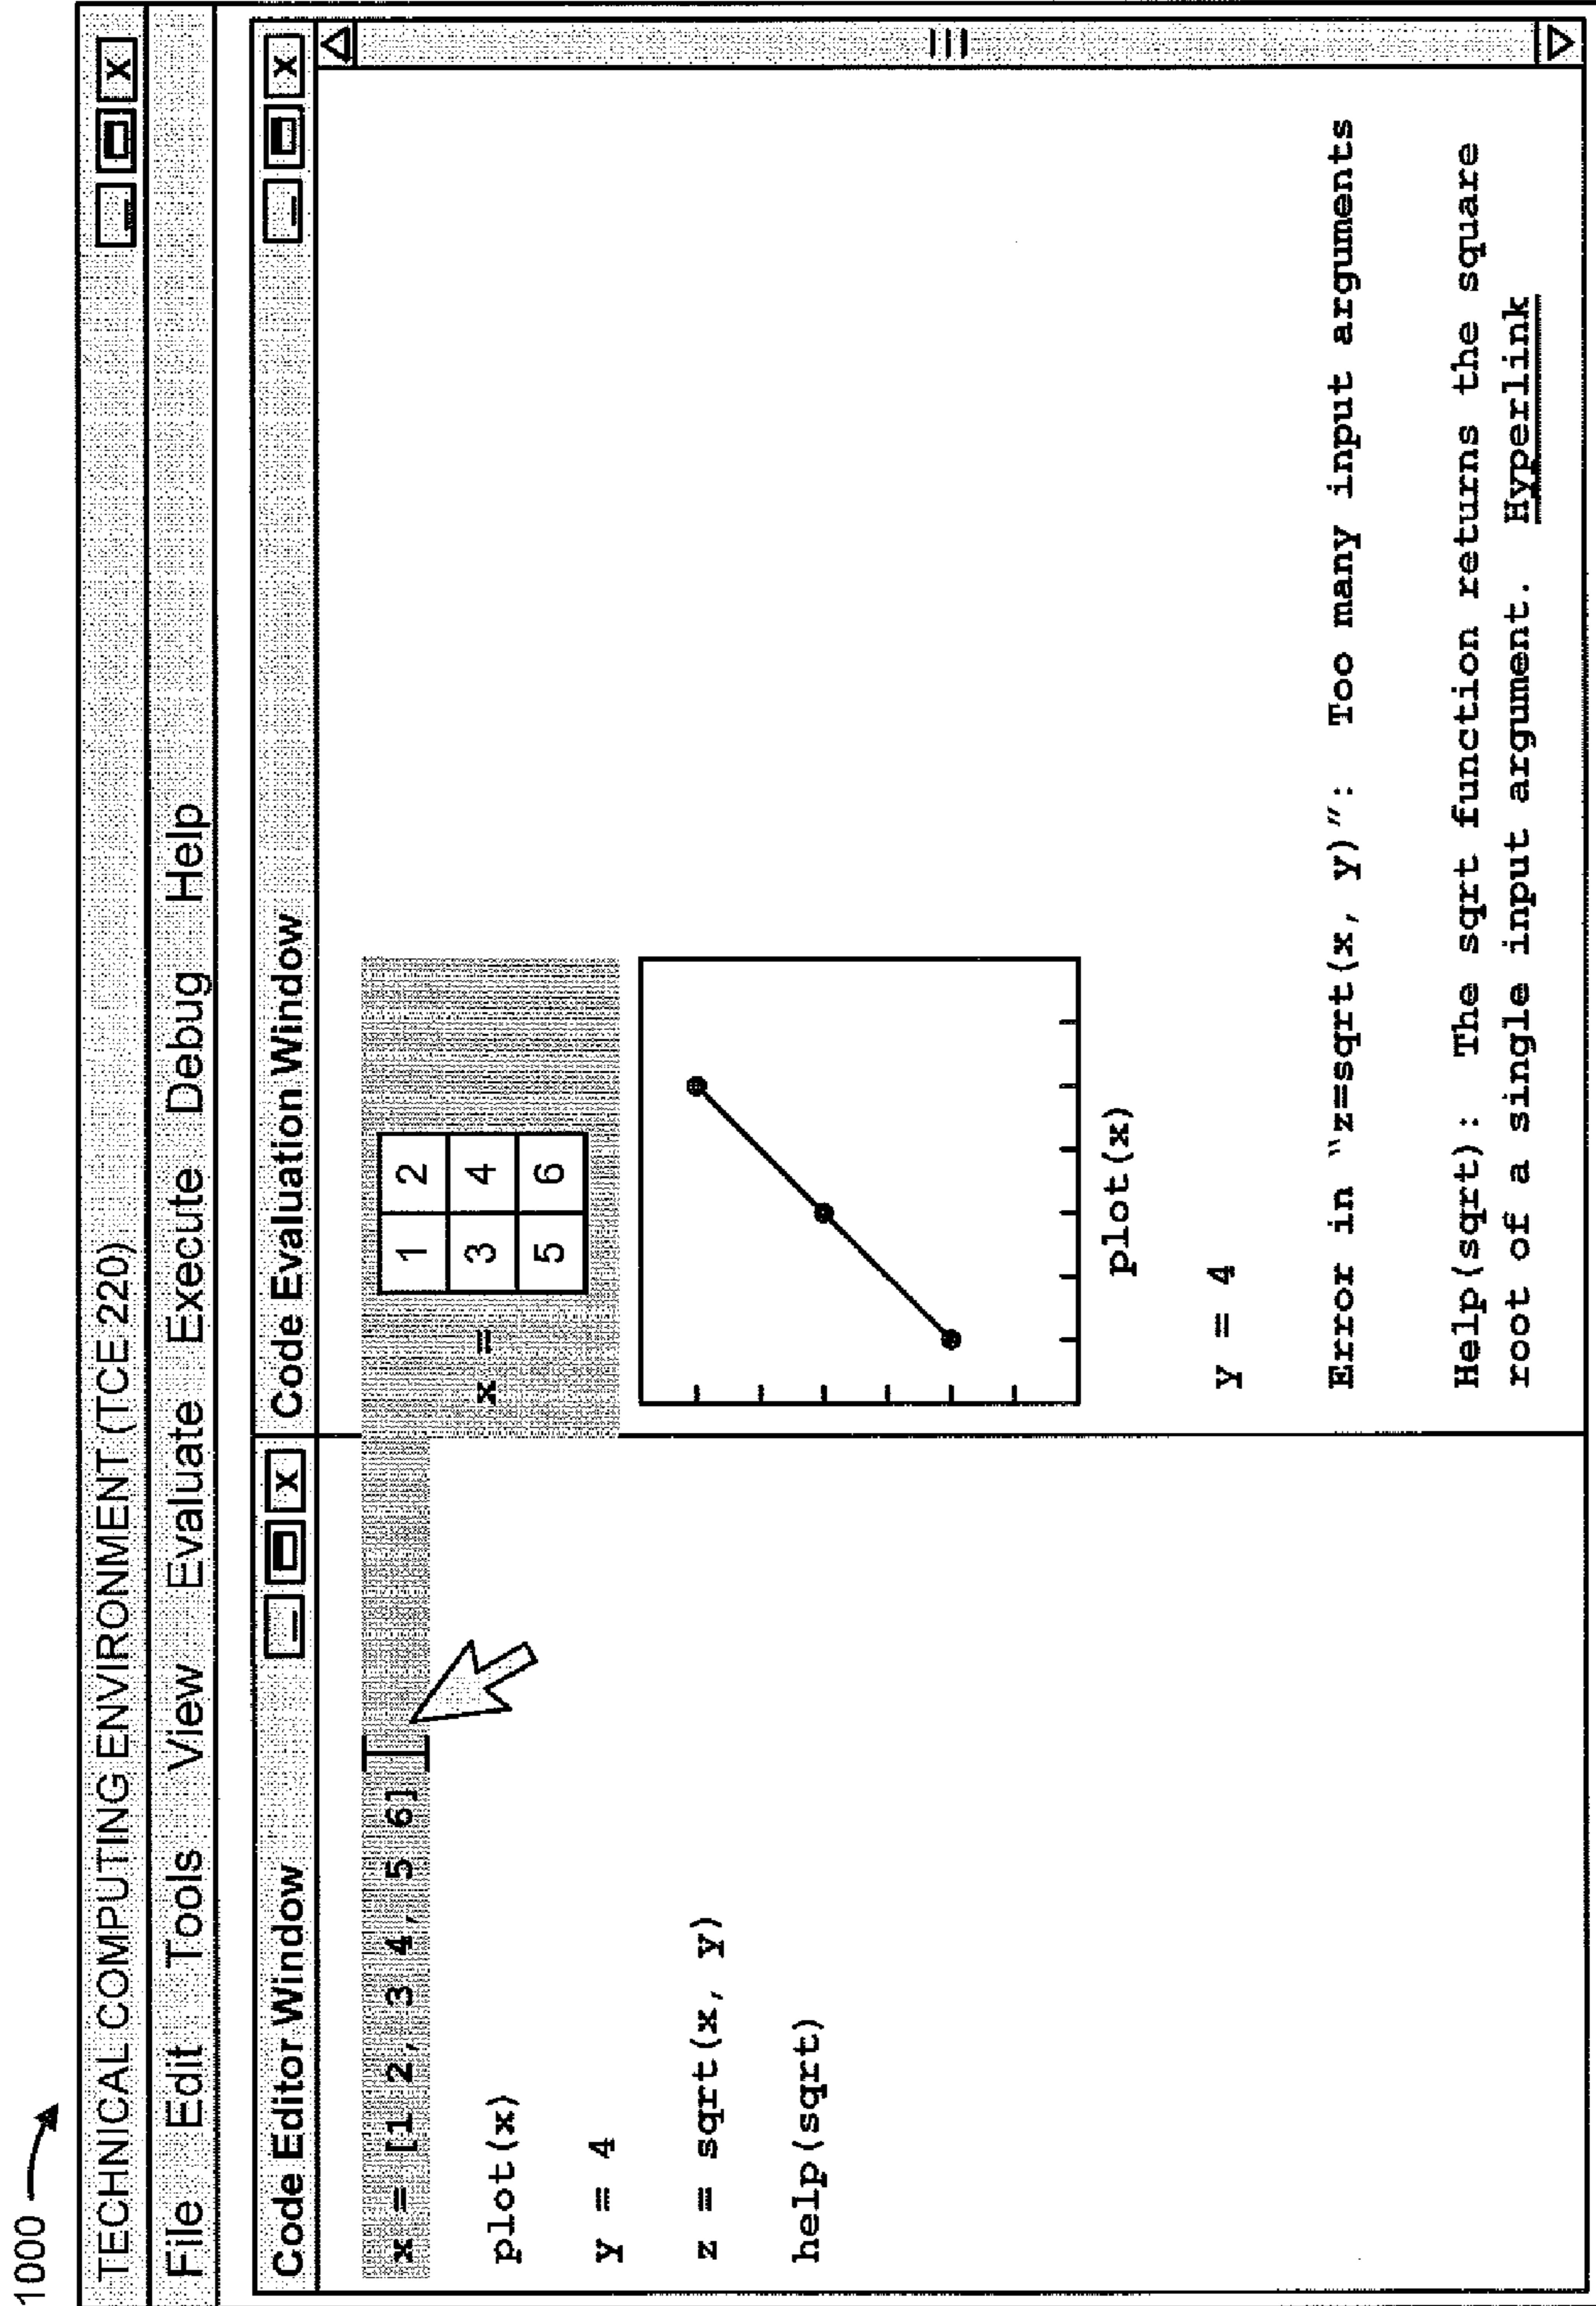 1000
TECHNICAL COMPUTING ENVIRONMENT (TCE 220)
_ X
File Edit Tools View Evaluate Execute Debug Help
Code Editor Window _ X
Code Evaluation Window _ X
x = [1 2, 3 4, 5 6]
plot(x)
y = 4
z = sqrt(x, y)
help(sqrt)
x =
1 2
3 4
5 6
plot(x)
y = 4
Error in "z=sqrt(x, y)": Too many input arguments
Help(sqrt): The sqrt function returns the square
root of a single input argument. Hyperlink